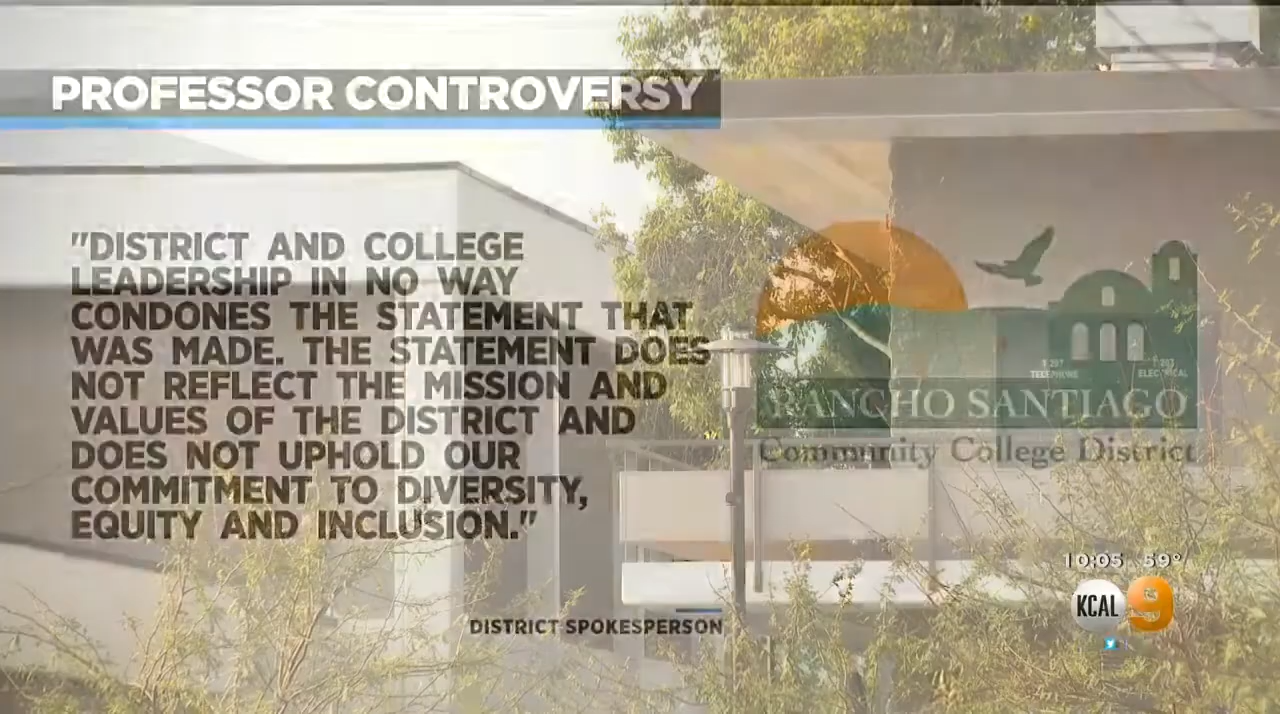 PROFESSOR CONTROVERSY
"DISTRICT AND COLLEGE
LEADERSHIP IN NO WAY
CONDONES THE STATEMENT THAT
WAS MADE. THE STATEMENT DOES
NOT REFLECT THE MISSION AND
VALUES OF THE DISTRICT AND
DOES NOT UPHOLD OUR
COMMITMENT TO DIVERSITY,
EQUITY AND INCLUSION."
DISTRICT SPOKESPERSON
TELEPHONE
ELECTRICAL
RANCHO SANTIAGO
Community College District
10:05 59°
KCAL 9